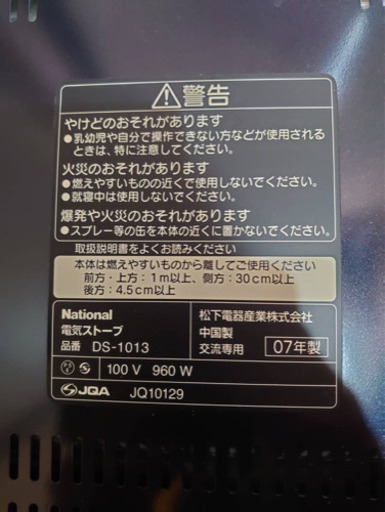 警告
やけどのおそれがあります
●乳幼児や自分で操作できない方などが使用される
ときは、特に注意してください。
火災のおそれがあります
●燃えやすいものの近くで使用しないでください。
●就寝中は使用しないでください。
爆発や火災のおそれがあります
●スプレー等の缶を本体の近くに置かないでください。
取扱説明書をよくお読みください
本体は燃えやすいものから離してご使用ください
前方・上方：1m以上、側方：30cm以上
後方：4.5cm以上
National 松下電器産業株式会社
電気ストーブ 中国製
品番 DS-1013 交流専用 07年製
100 V 960 W
JQA JQ10129